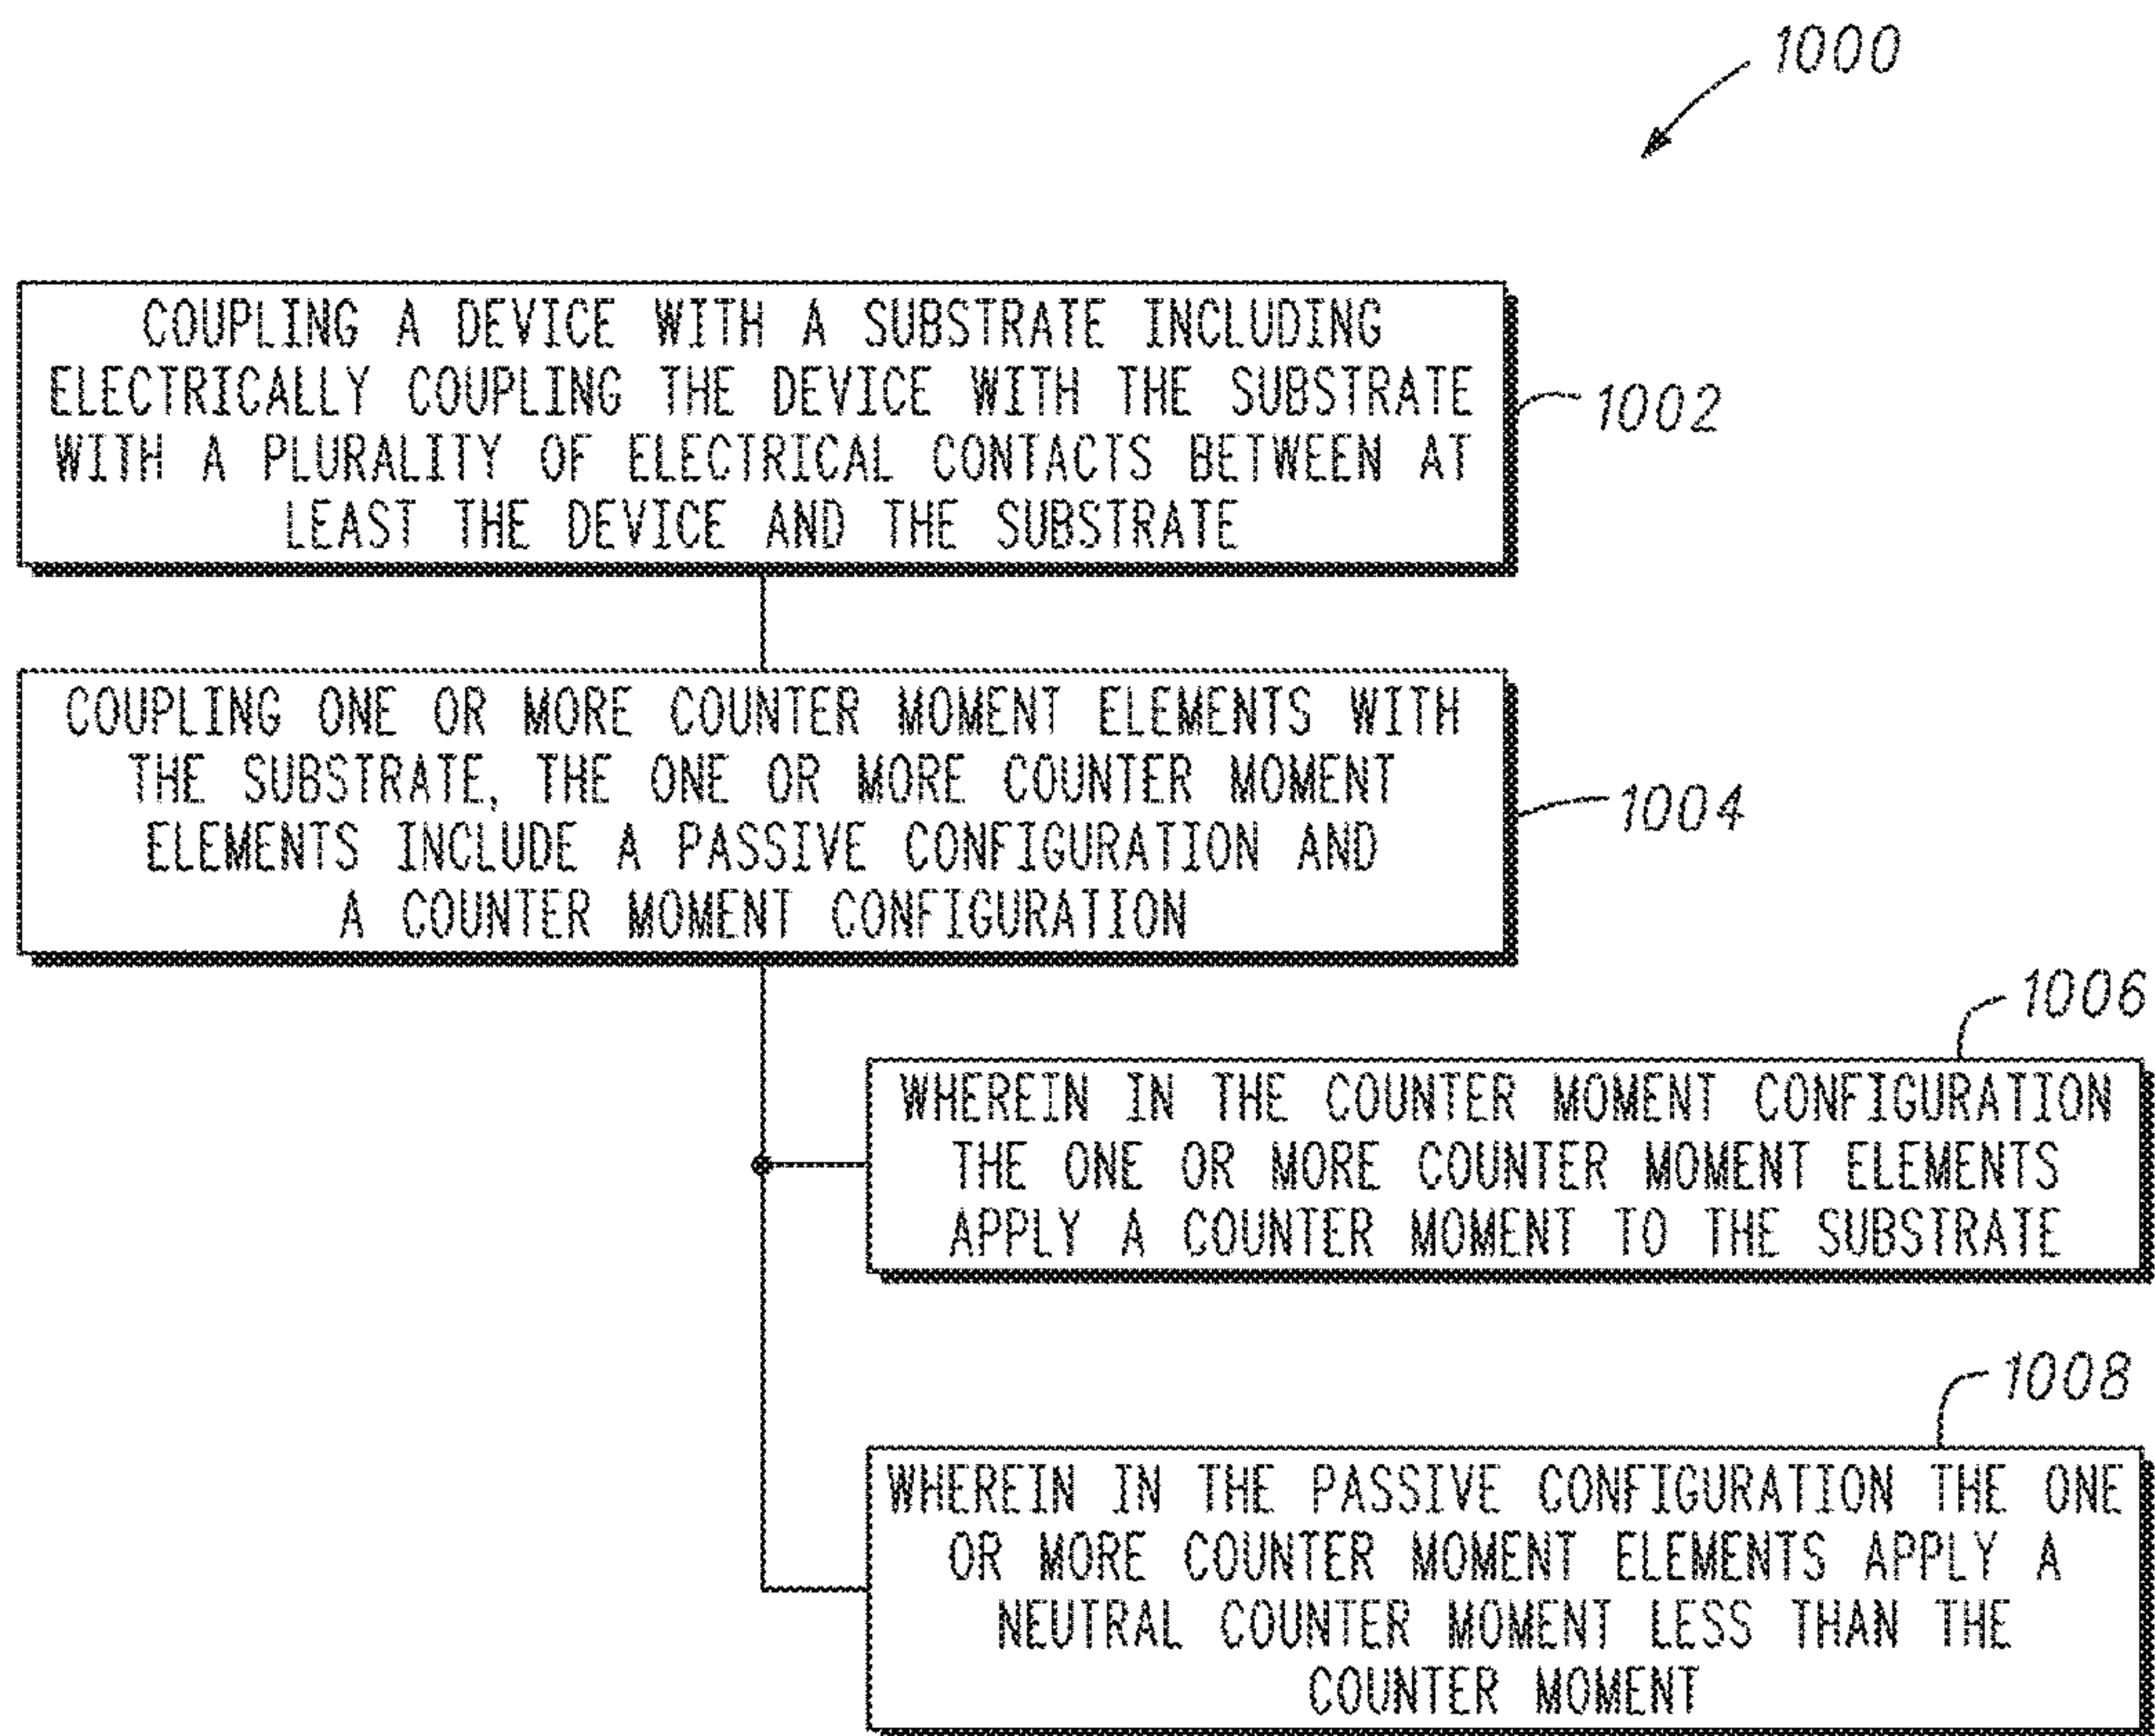 1000
COUPLING A DEVICE WITH A SUBSTRATE INCLUDING
ELECTRICALLY COUPLING THE DEVICE WITH THE SUBSTRATE
WITH A PLURALITY OF ELECTRICAL CONTACTS BETWEEN AT
LEAST THE DEVICE AND THE SUBSTRATE
1002
COUPLING ONE OR MORE COUNTER MOMENT ELEMENTS WITH
THE SUBSTRATE, THE ONE OR MORE COUNTER MOMENT
ELEMENTS INCLUDE A PASSIVE CONFIGURATION AND
A COUNTER MOMENT CONFIGURATION
1004
1006
WHEREIN IN THE COUNTER MOMENT CONFIGURATION
THE ONE OR MORE COUNTER MOMENT ELEMENTS
APPLY A COUNTER MOMENT TO THE SUBSTRATE
1008
WHEREIN IN THE PASSIVE CONFIGURATION THE ONE
OR MORE COUNTER MOMENT ELEMENTS APPLY A
NEUTRAL COUNTER MOMENT LESS THAN THE
COUNTER MOMENT